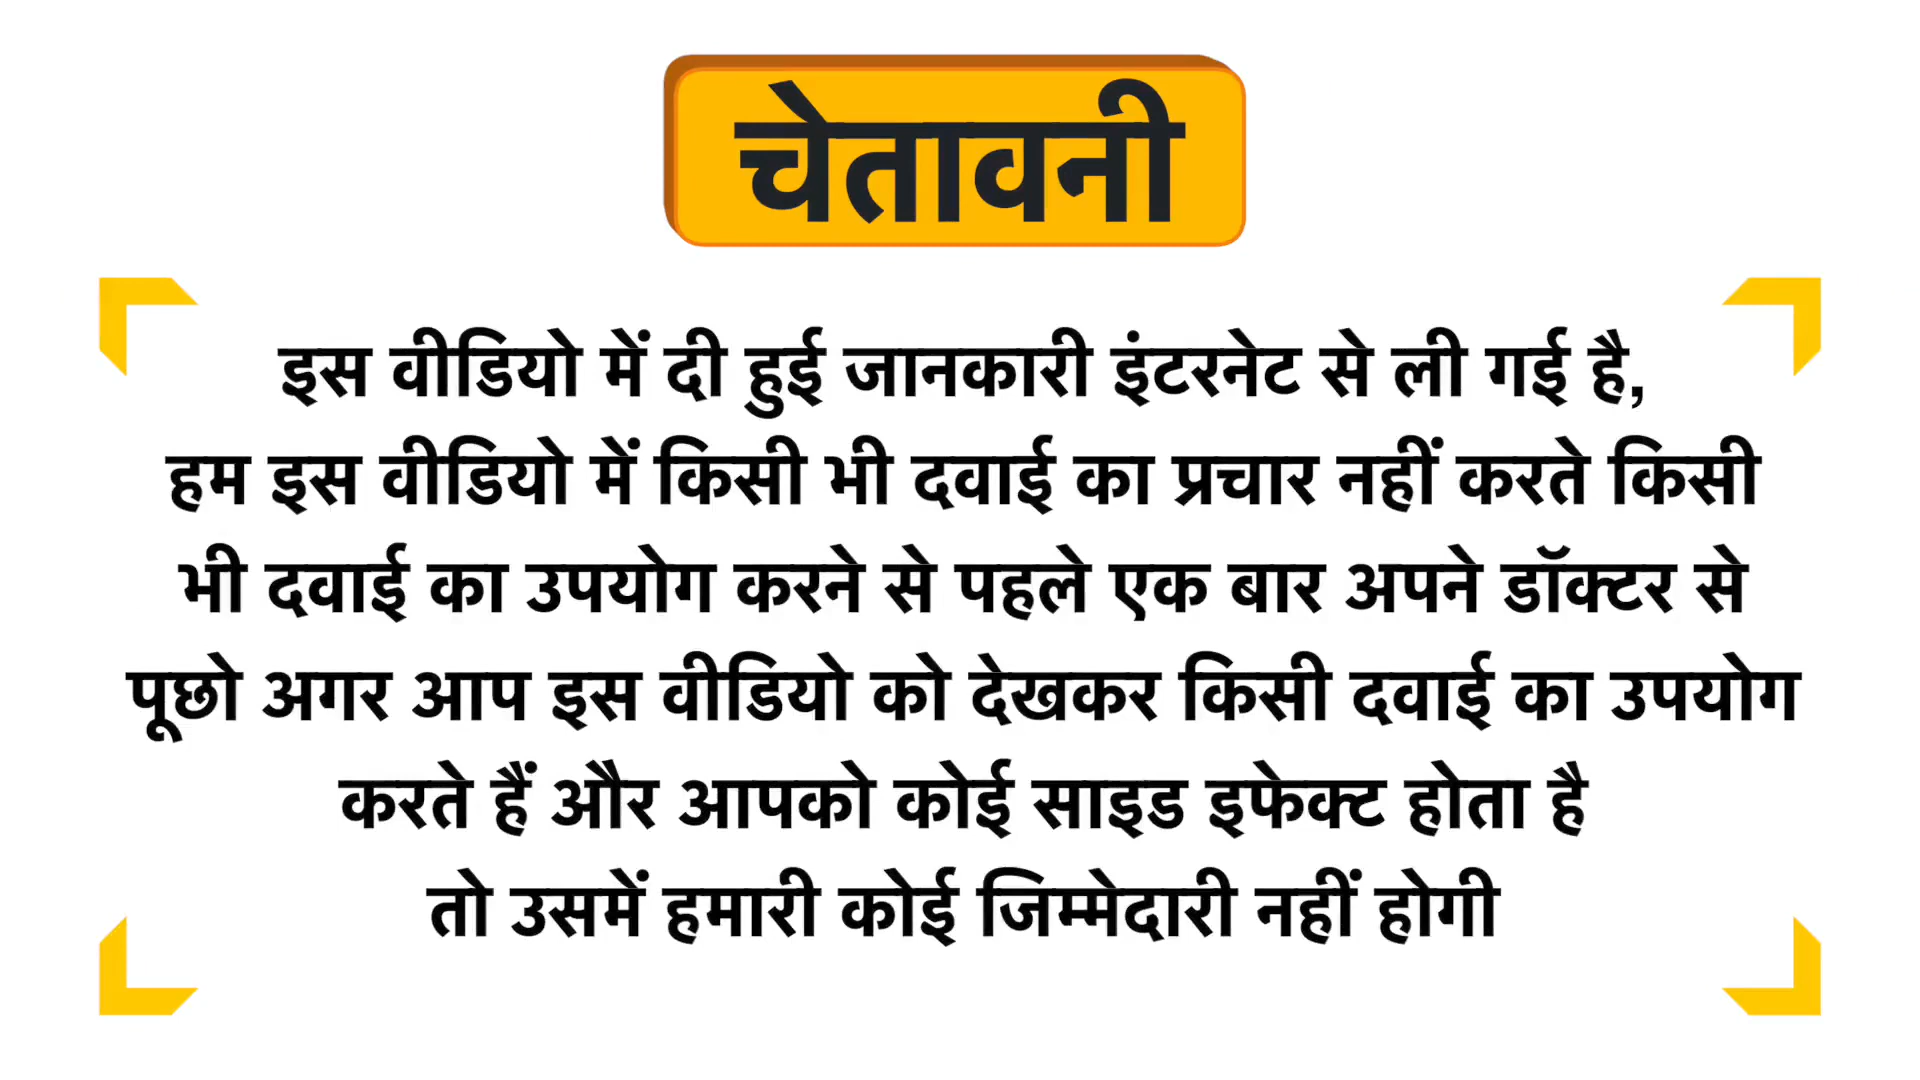 चेतावनी
इस वीडियो में दी हुई जानकारी इंटरनेट से ली गई है,
हम इस वीडियो में किसी भी दवाई का प्रचार नहीं करते किसी
भी दवाई का उपयोग करने से पहले एक बार अपने डॉक्टर से
पूछो अगर आप इस वीडियो को देखकर किसी दवाई का उपयोग
करते हैं और आपको कोई साइड इफेक्ट होता है
तो उसमें हमारी कोई जिम्मेदारी नहीं होगी